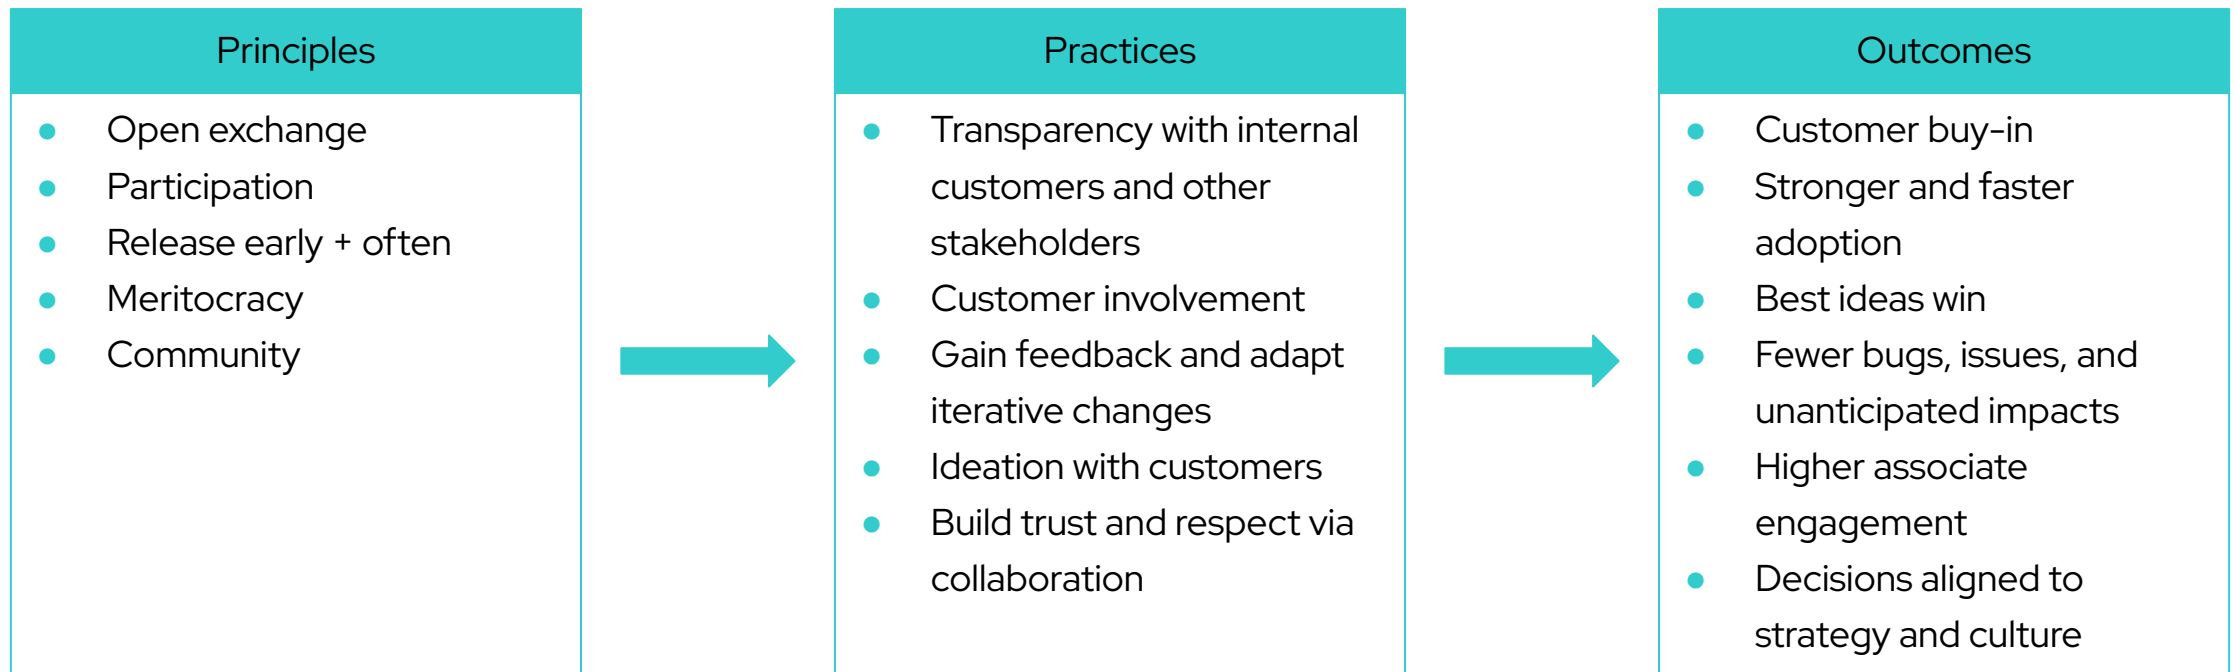 Principles
Open exchange
Participation
Release early + often
Meritocracy
Community
Practices
Transparency with internal
customers and other
stakeholders
Customer involvement
Gain feedback and adapt
iterative changes
Ideation with customers
Build trust and respect via
collaboration
Outcomes
Customer buy-in
Stronger and faster
adoption
Best ideas win
Fewer bugs, issues, and
unanticipated impacts
Higher associate
engagement
Decisions aligned to
strategy and culture